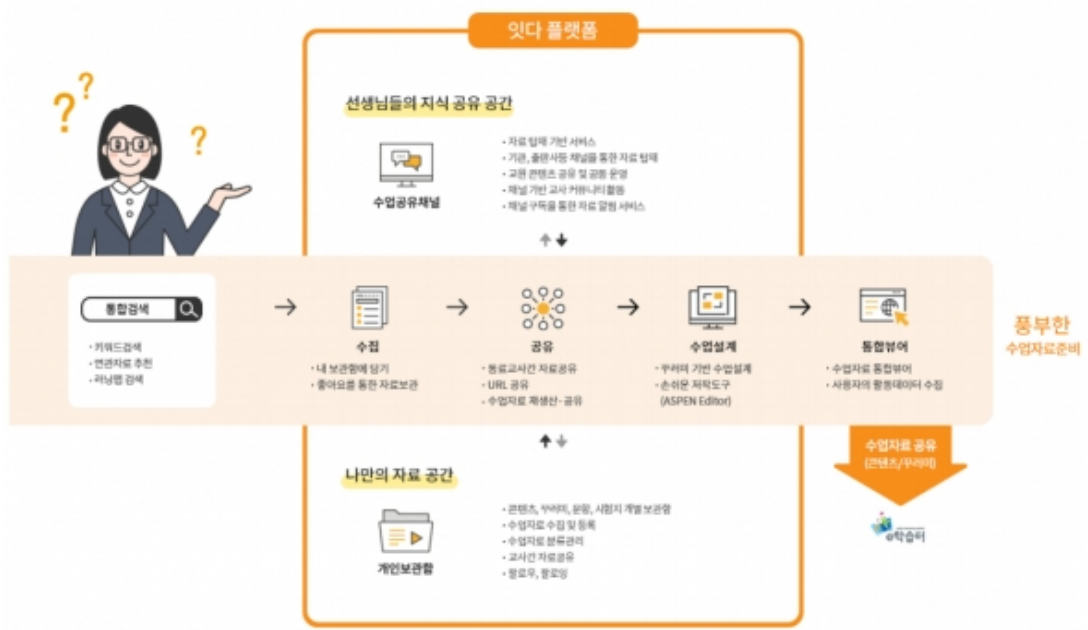 잇다 플랫폼
? ? ?
선생님들의 지식 공유 공간
수업공유채널
• 자료 탑재 기반 서비스
• 기관, 출판사등 채널을 통한 자료 탑재
• 교원 콘텐츠 공유 및 공동 운영
• 채널 기반 교사 커뮤니티 활동
• 채널 구독을 통한 자료 알림 서비스
통합검색
• 키워드검색
• 연관자료 추천
• 러닝맵 검색
수집
• 내 보관함에 담기
• 좋아요를 통한 자료보관
공유
• 동료교사간 자료공유
• URL 공유
• 수업자료 재생산·공유
수업설계
• 꾸러미 기반 수업설계
• 손쉬운 저작도구
(ASPEN Editor)
통합뷰어
• 수업자료 통합뷰어
• 사용자의 활동데이터 수집
풍부한
수업자료준비
수업자료 공유
(콘텐츠/꾸러미)
e학습터
나만의 자료 공간
개인보관함
• 콘텐츠, 꾸러미, 문항, 시험지 개별 보관함
• 수업자료 수집 및 등록
• 수업자료 분류관리
• 교사간 자료공유
• 팔로우, 팔로잉